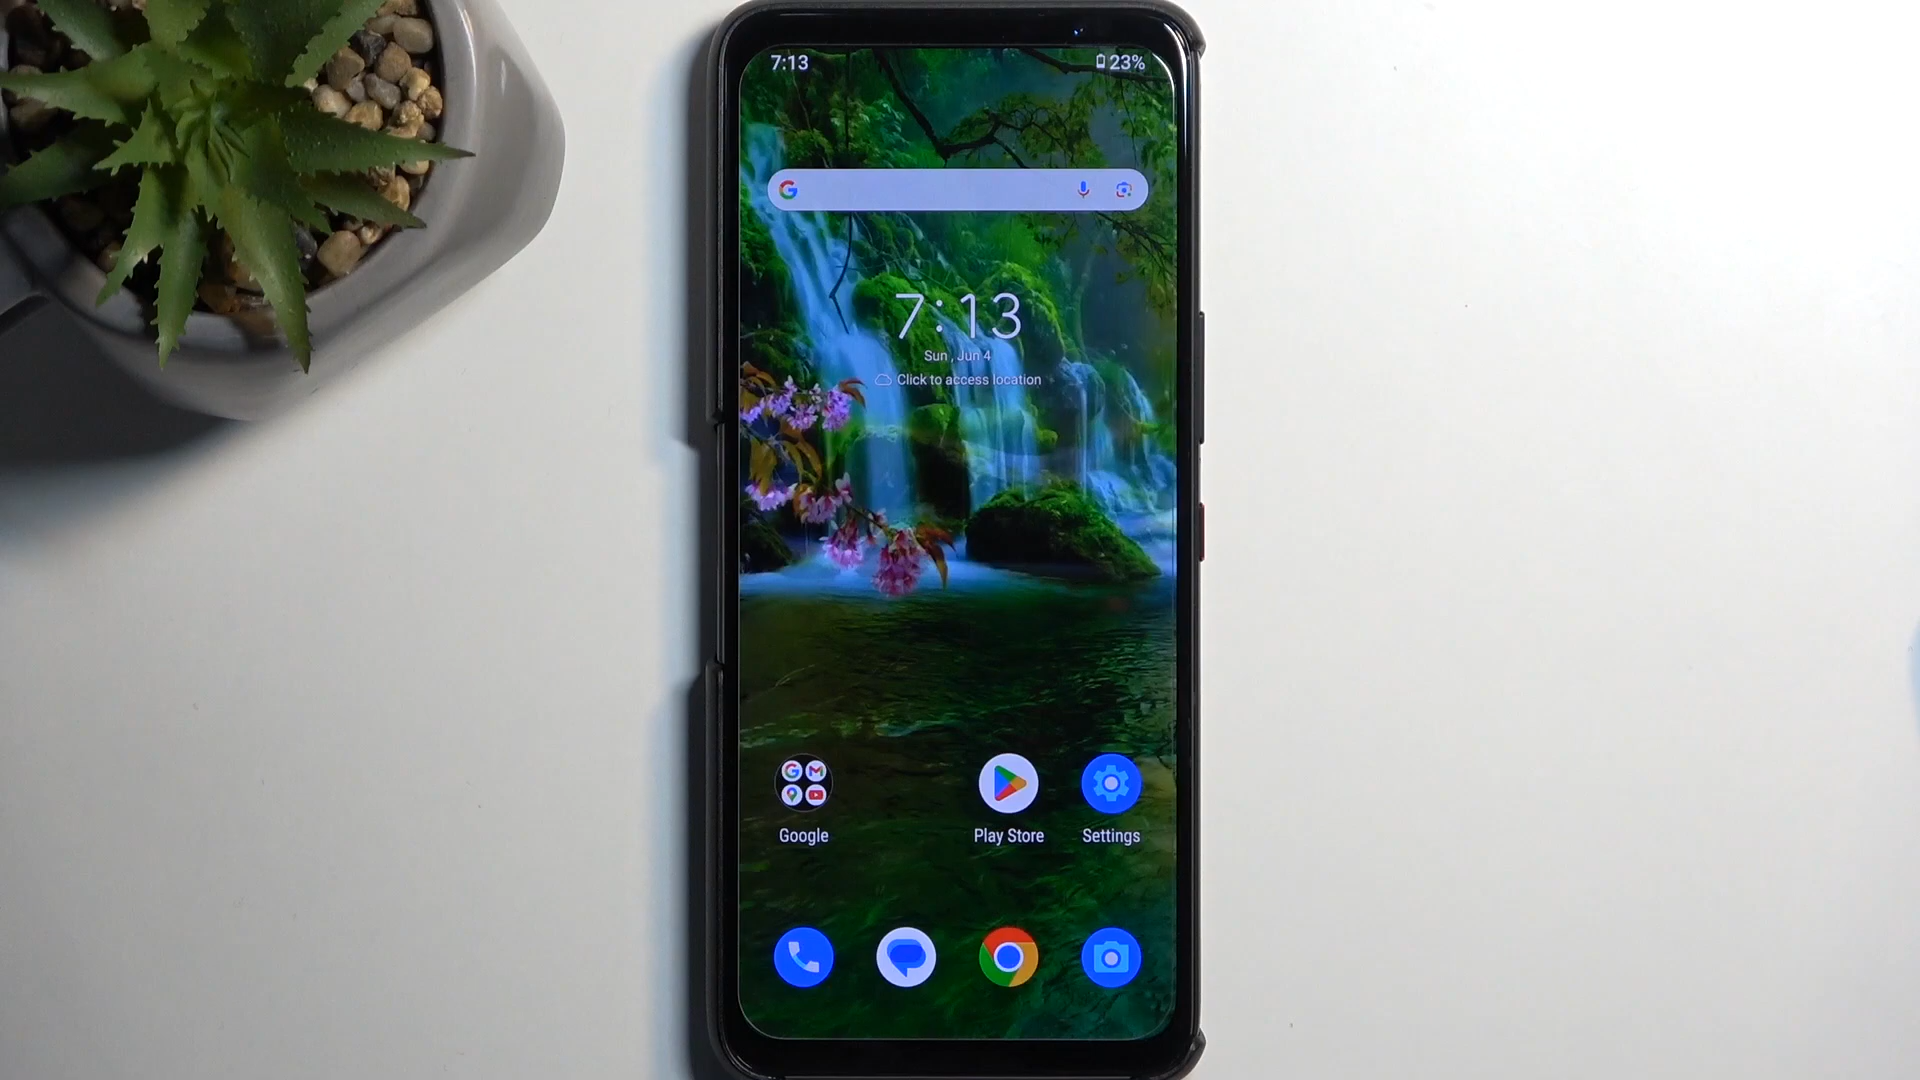 7:13 23%
7:13
Sun , Jun 4
Click to access location
Google Play Store Settings